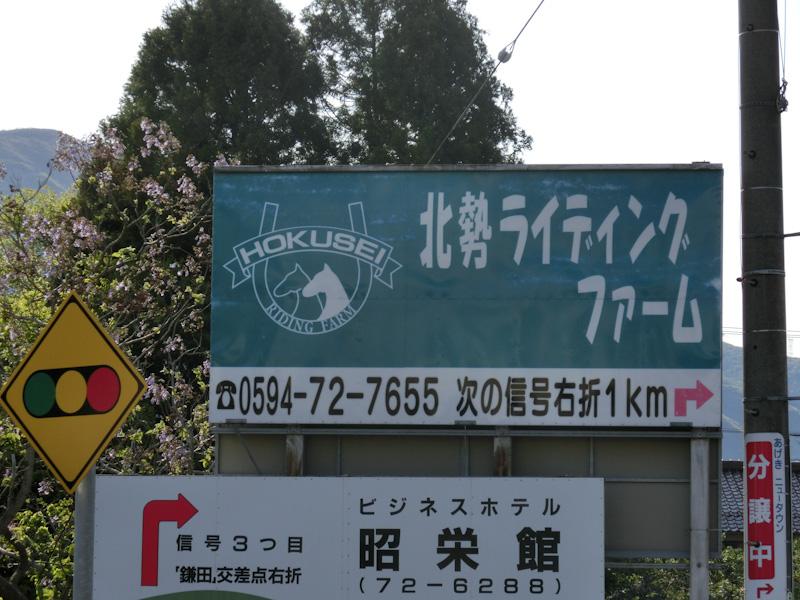 北勢ライディング
ファーム
HOKUSEI
RIDING FARM
☎0594-72-7655 次の信号右折1km
信号3つ目
「鎌田」交差点右折
ビジネスホテル
昭栄館
(72-6288)
あげき ニュータウン
分譲中